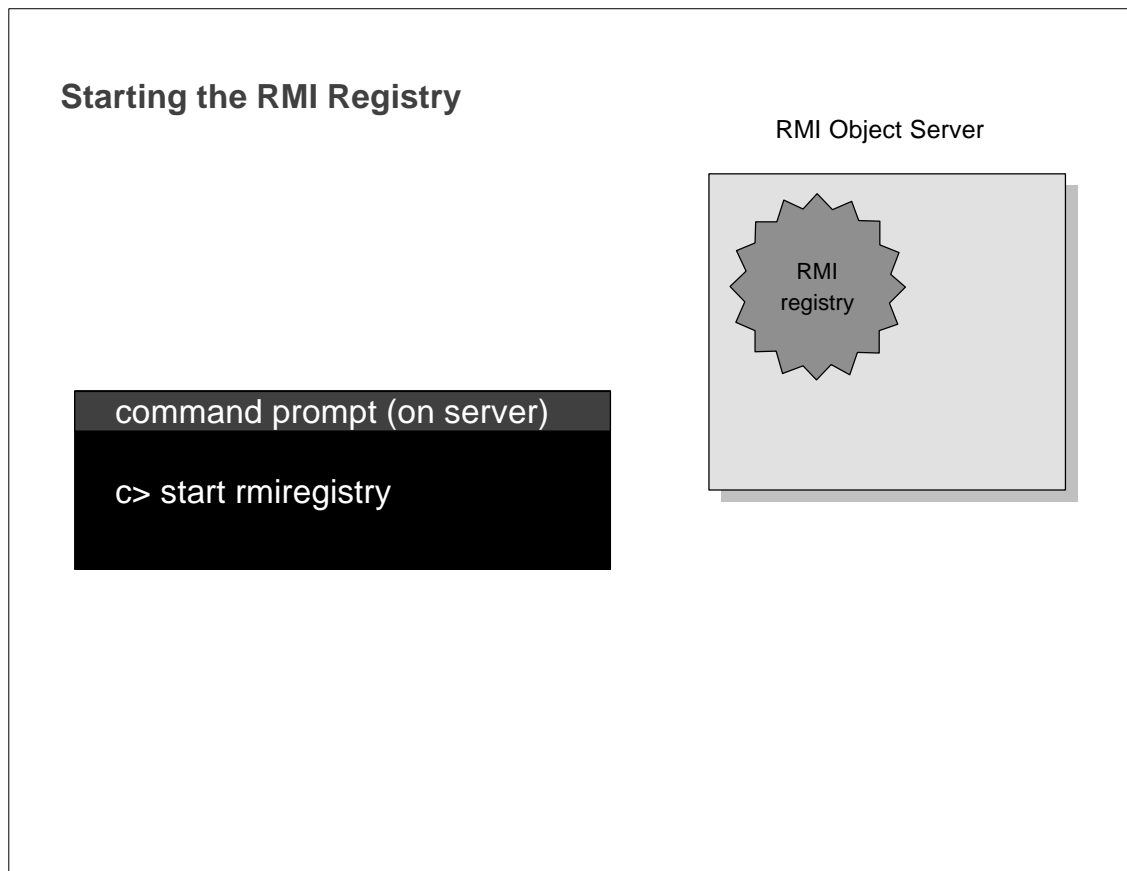 Starting the RMI Registry
RMI Object Server
RMI
registry
command prompt (on server)
c> start rmiregistry